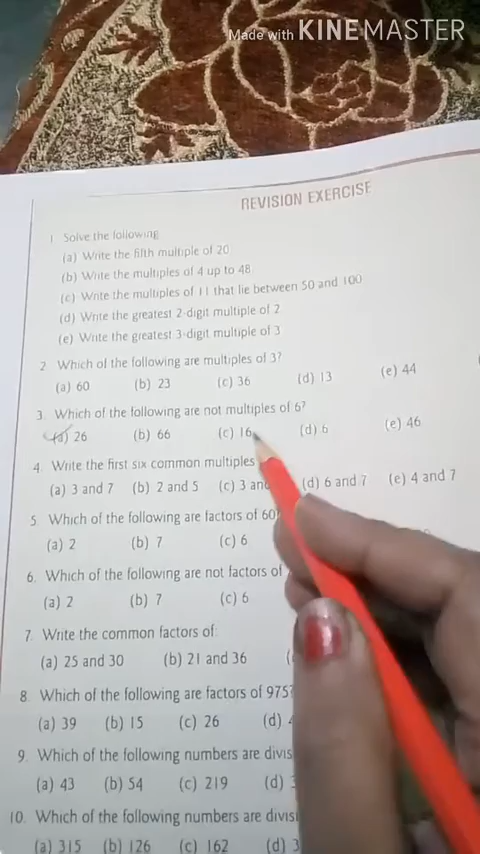 Made with KINEMASTER
REVISION EXERCISE
1 Solve the following
(a) Write the fifth multiple of 20
(b) Write the multiples of 4 up to 48
(c) Write the multiples of 11 that lie between 50 and 100
(d) Write the greatest 2-digit multiple of 2
(e) Write the greatest 3-digit multiple of 3
2 Which of the following are multiples of 3?
(a) 60 (b) 23 (c) 36 (d) 13 (e) 44
3. Which of the following are not multiples of 6?
(a) 26 (b) 66 (c) 16 (d) 6 (e) 46
4. Write the first six common multiples
(a) 3 and 7 (b) 2 and 5 (c) 3 and (d) 6 and 7 (e) 4 and 7
5. Which of the following are factors of 60
(a) 2 (b) 7 (c) 6
6. Which of the following are not factors of
(a) 2 (b) 7 (c) 6
7. Write the common factors of:
(a) 25 and 30 (b) 21 and 36
8. Which of the following are factors of 975?
(a) 39 (b) 15 (c) 26 (d)
9. Which of the following numbers are
(a) 43 (b) 54 (c) 219 (d)
10. Which of the following numbers are
(a) 315 (b) 126 (c) 162 (d)